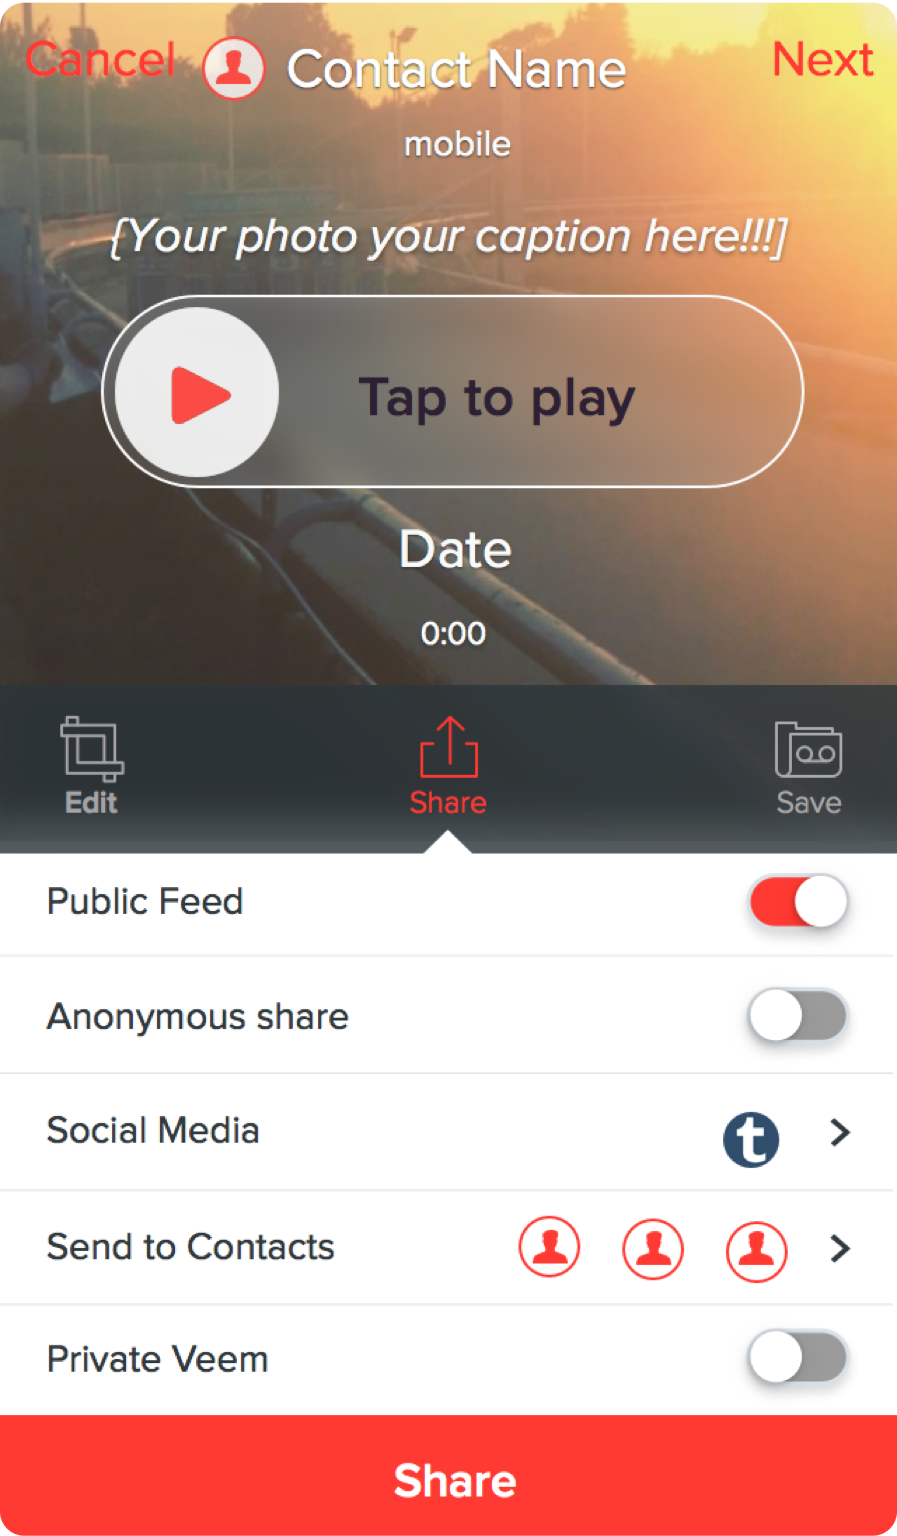 Cancel Contact Name Next
mobile
{Your photo your caption here!!!]
Tap to play
Date
0:00
Edit Share Save
Public Feed
Anonymous share
Social Media t
Send to Contacts
Private Veem
Share